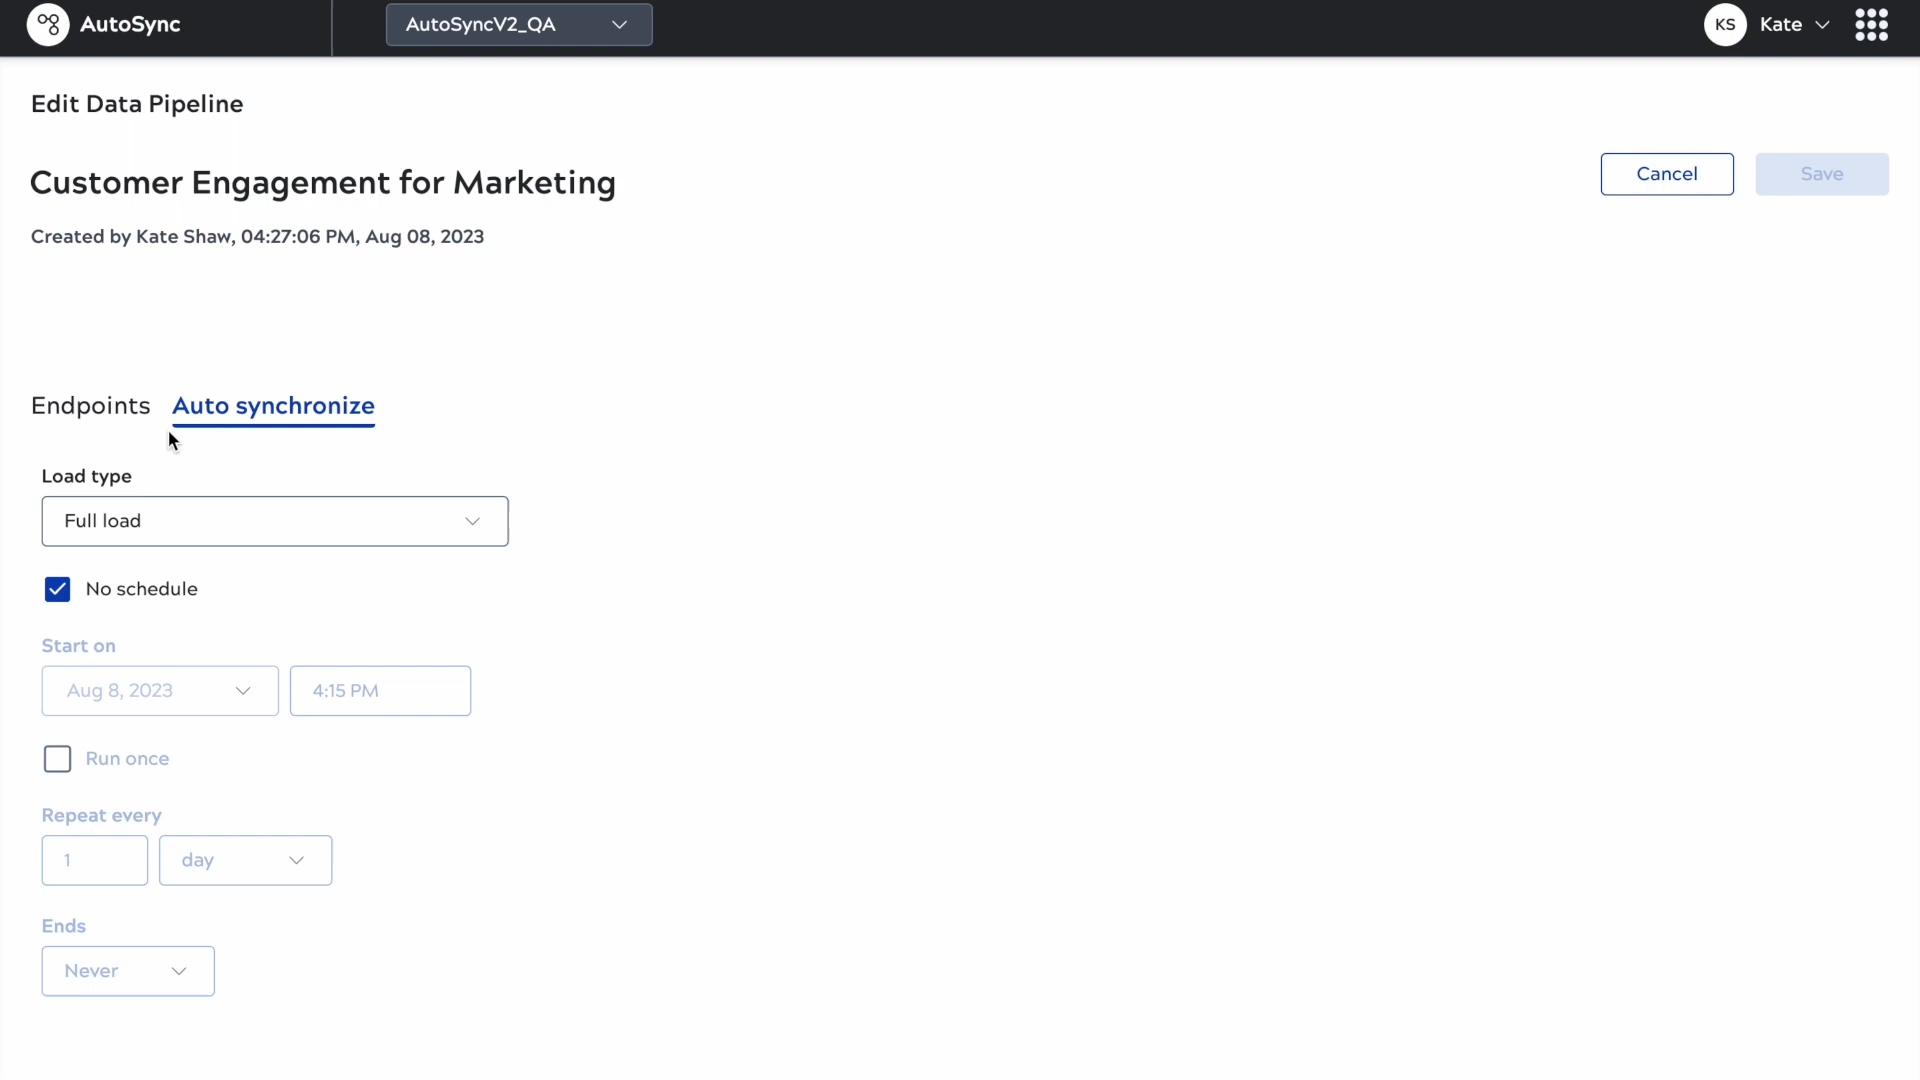 AutoSync
AutoSyncV2_QA
KS
Kate
Edit Data Pipeline
Customer Engagement for Marketing
Cancel
Save
Created by Kate Shaw, 04:27:06 PM, Aug 08, 2023
Endpoints
Auto synchronize
Load type
Full load
No schedule
Start on
Aug 8, 2023
4:15 PM
Run once
Repeat every
1
day
Ends
Never